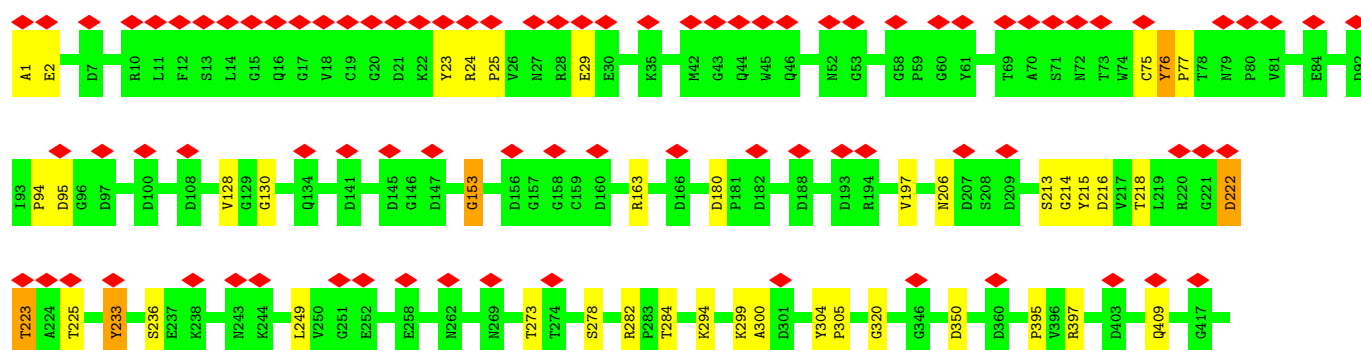 A1 E2 D7 R10 L11 F12 S13 L14 G15 Q16 G17 V18 C19 G20 D21 K22 Y23 R24 P25 V26 N27 R28 E29 E30 K35 M42 G43 Q44 W45 Q46 N52 G53 G58 P59 G60 Y61 T69 A70 S71 N72 T73 W74 C75 Y76 P77 T78 N79 P80 V81 E84 D92
I93 P94 D95 G96 D97 D100 D108 V128 G129 G130 Q134 D141 D145 G146 D147 G153 D156 G157 G158 C159 D160 R163 D166 D180 P181 D182 D188 D193 R194 V197 N206 D207 S208 D209 S213 G214 Y215 D216 V217 T218 L219 R220 G221 D222
T223 A224 T225 Y233 S236 E237 K238 N243 K244 L249 V250 G251 E252 E258 N262 N269 T273 T274 S278 R282 P283 T284 K294 K299 A300 D301 Y304 P305 G320 G346 D350 D360 P395 V396 R397 D403 Q409 G417